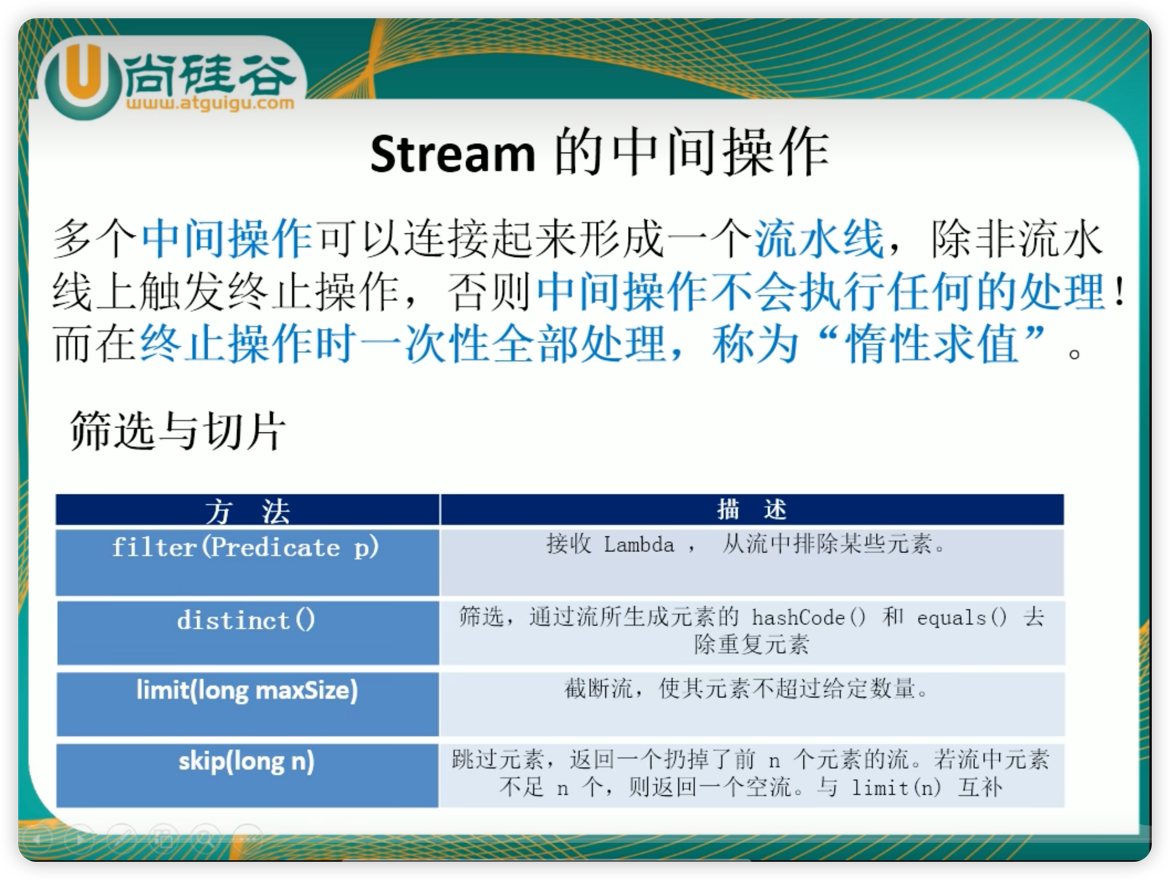 尚硅谷
www.atguigu.com
Stream 的中间操作
多个中间操作可以连接起来形成一个流水线，除非流水
线上触发终止操作，否则中间操作不会执行任何的处理！
而在终止操作时一次性全部处理，称为“惰性求值”。
筛选与切片
方 法 描 述
filter(Predicate p) 接收 Lambda ， 从流中排除某些元素。
distinct() 筛选，通过流所生成元素的 hashCode() 和 equals() 去
除重复元素
limit(long maxSize) 截断流，使其元素不超过给定数量。
skip(long n) 跳过元素，返回一个扔掉了前 n 个元素的流。若流中元素
不足 n 个，则返回一个空流。与 limit(n) 互补